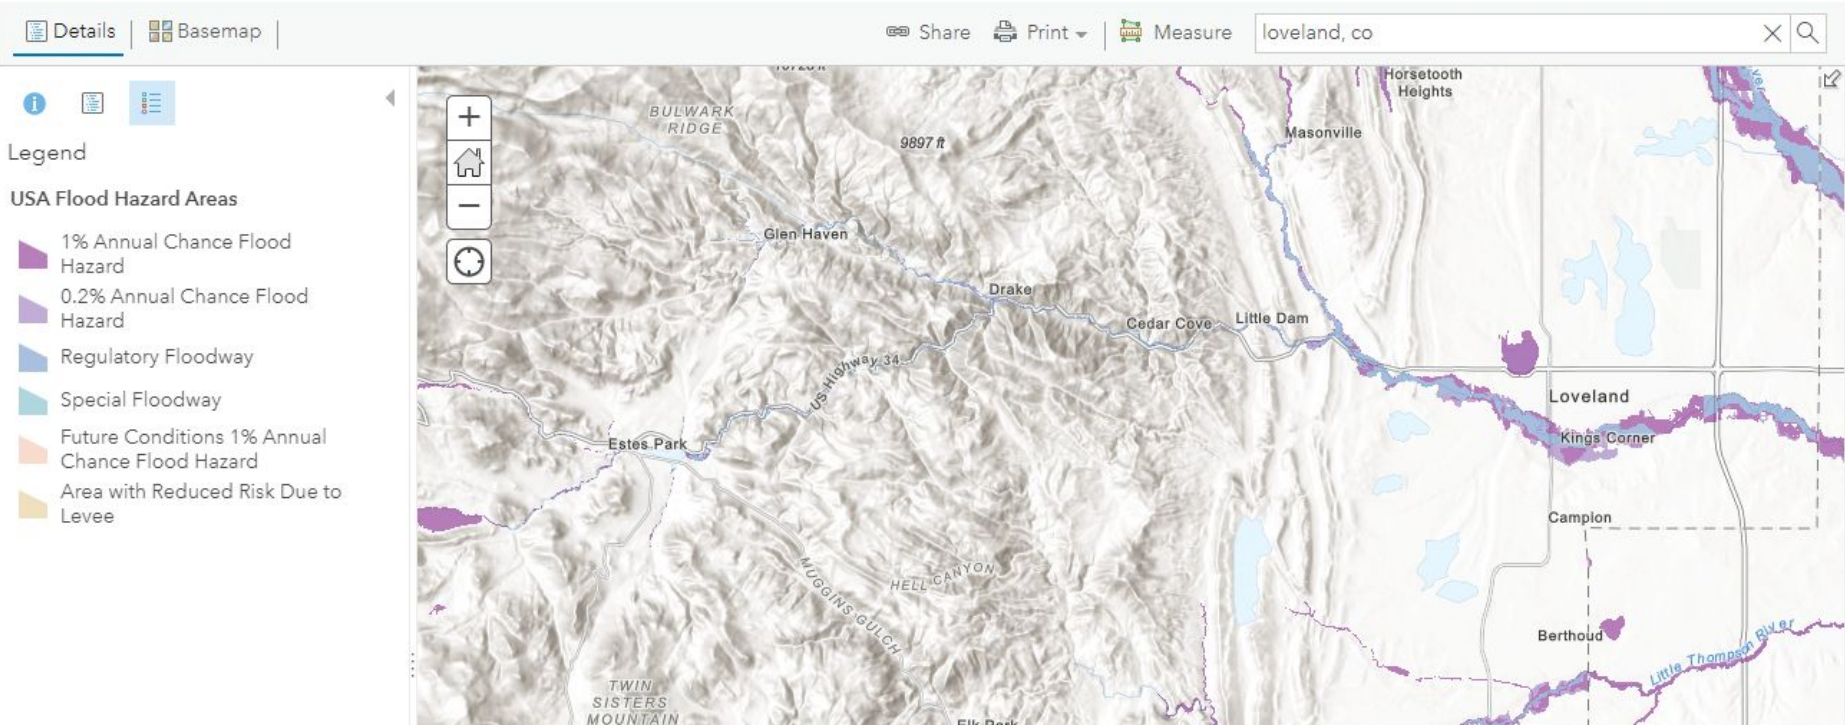 Details
Basemap
Share
Print
Measure
loveland, co
Legend
USA Flood Hazard Areas
1% Annual Chance Flood
Hazard
0.2% Annual Chance Flood
Hazard
Regulatory Floodway
Special Floodway
Future Conditions 1% Annual
Chance Flood Hazard
Area with Reduced Risk Due to
Levee
Horsetooth
Heights
BULWARK
RIDGE
9897 ft
Masonville
Glen Haven
Drake
Cedar Cove
Little Dam
US Highway 34
Loveland
Estes Park
Kings Corner
Campion
HELL CANYON
MUGGINS GULCH
Berthoud
Little Thompson River
TWIN
SISTERS
MOUNTAIN
Elk Park